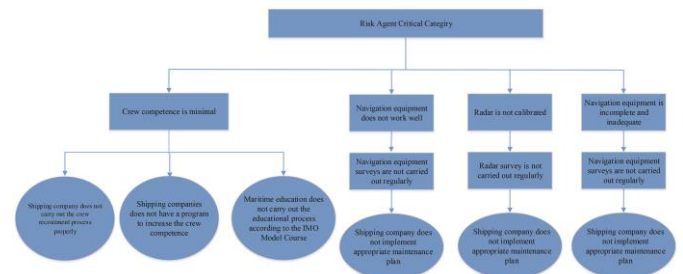 Risk Agent Critical Categiry
Crew competence is minimal
Navigation equipment
does not work well
Radar is not calibrated
Navigation equipment is
incomplete and
inadequate
Navigation equipment
surveys are not carried
out regularly
Radar survey is not
carried out regularly
Navigation equipment
surveys are not carried
out regularly
Shipping company does not
carry out the crew
recruitment process
properly
Shipping companies
does not have a program
to increase the crew
competence
Maritime education does
not carry out the
educational process
according to the IMO
Model Course
Shipping company does
not implement
appropriate maintenance
plan
Shipping company does
not implement
appropriate maintenance
plan
Shipping company does
not implement
appropriate maintenance
plan